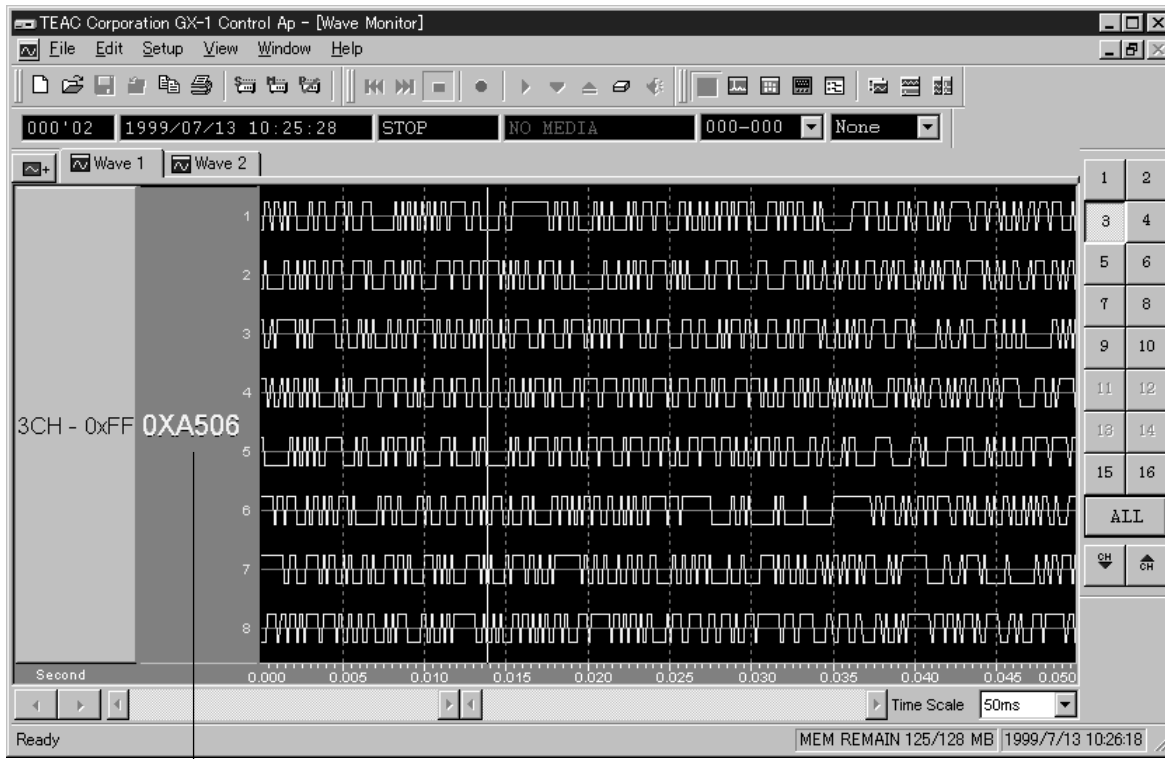 TEAC Corporation GX-1 Control Ap - [Wave Monitor]
File Edit Setup View Window Help
000'02 1999/07/13 10:25:28 STOP NO MEDIA 000-000 None
Wave 1 Wave 2
1 2
3 4
5 6
7 8
9 10
11 12
13 14
15 16
ALL
CH CH
1
2
3
4
3CH - 0xFF 0XA506
5
6
7
8
Second 0.000 0.005 0.010 0.015 0.020 0.025 0.030 0.035 0.040 0.045 0.050
Time Scale 50ms
Ready MEM REMAIN 125/128 MB 1999/7/13 10:26:18